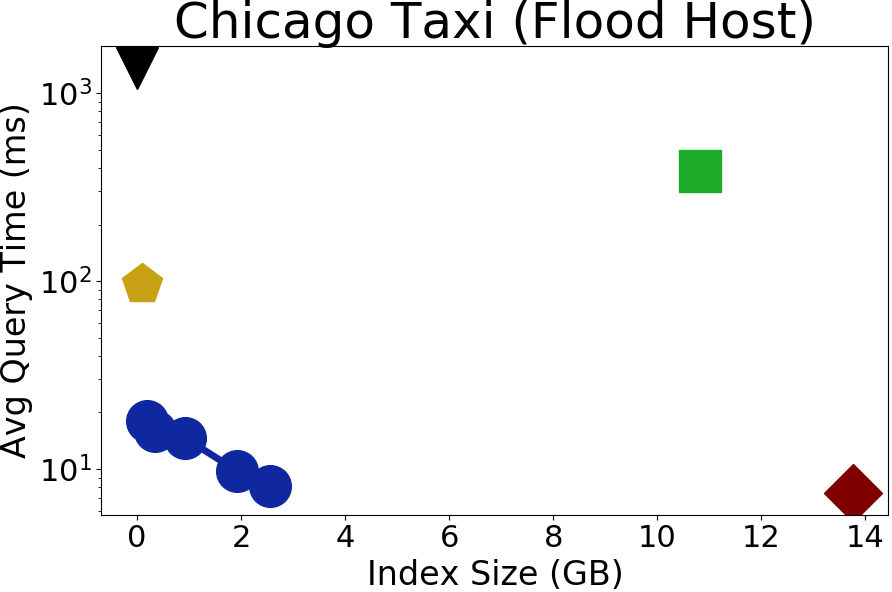 Chicago Taxi (Flood Host)
Avg Query Time (ms)
10³
10²
10¹
0 2 4 6 8 10 12 14
Index Size (GB)